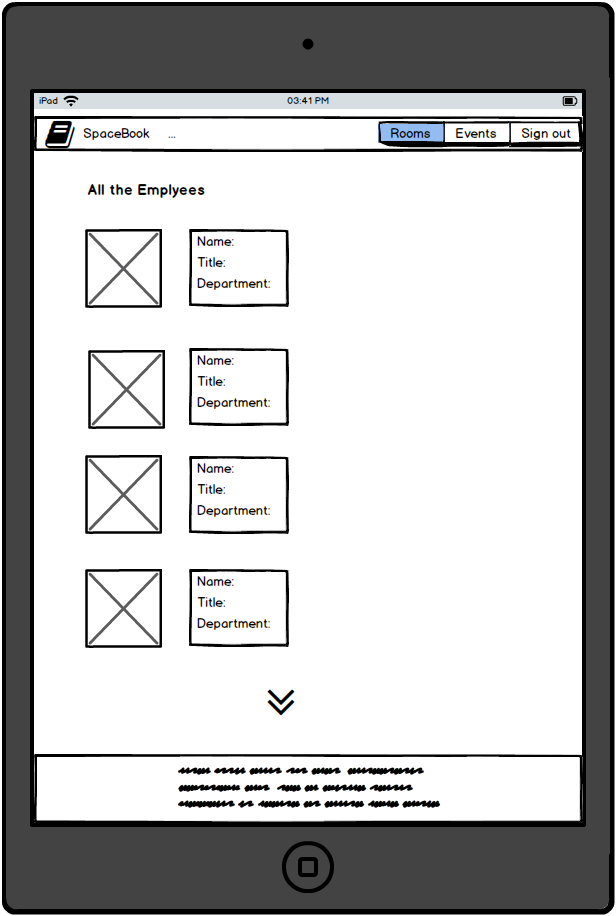 iPad 03:41 PM
SpaceBook ... Rooms Events Sign out
All the Emplyees
Name:
Title:
Department:
Name:
Title:
Department:
Name:
Title:
Department:
Name:
Title:
Department: